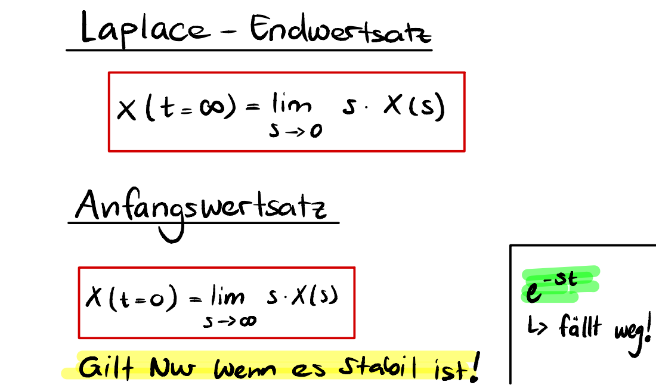 Laplace - Endwertsatz
x(t=∞) = lim s · X(s)
s→0
Anfangswertsatz
x(t=0) = lim s·X(s)
s→∞
e^-st
↳ fällt weg!
Gilt Nur wenn es Stabil ist!